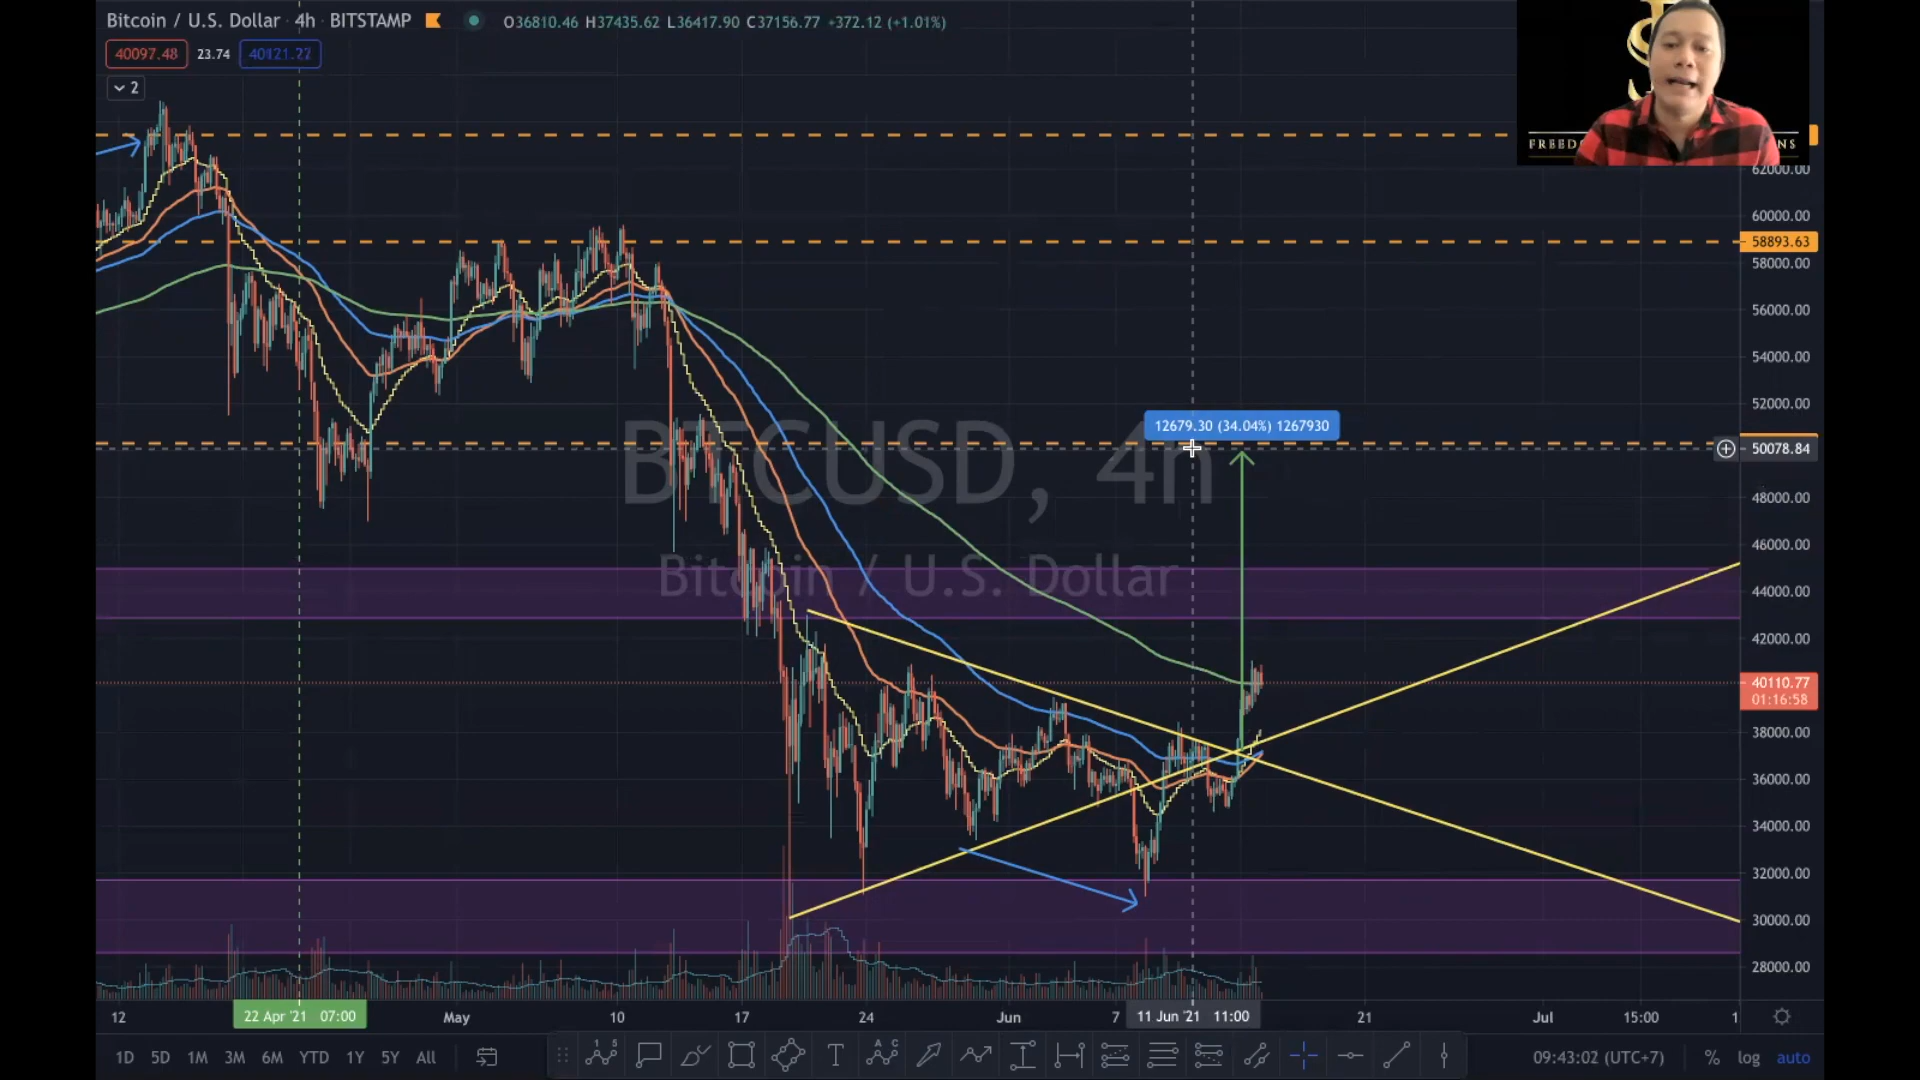 Bitcoin / U.S. Dollar · 4h · BITSTAMP
O36810.46 H37435.62 L36417.90 C37156.77 +372.12 (+1.01%)
40097.48 23.74 40121.22
2
62000.00
60000.00
58893.63
58000.00
56000.00
54000.00
52000.00
12679.30 (34.04%) 1267930
50078.84
BTCUSD, 4h
48000.00
46000.00
Bitcoin / U.S. Dollar
44000.00
42000.00
40110.77
01:16:58
38000.00
36000.00
34000.00
32000.00
30000.00
28000.00
12 22 Apr '21 07:00 May 10 17 24 Jun 7 11 Jun '21 11:00 21 Jul 15:00 1
1D 5D 1M 3M 6M YTD 1Y 5Y All
09:43:02 (UTC+7) % log auto